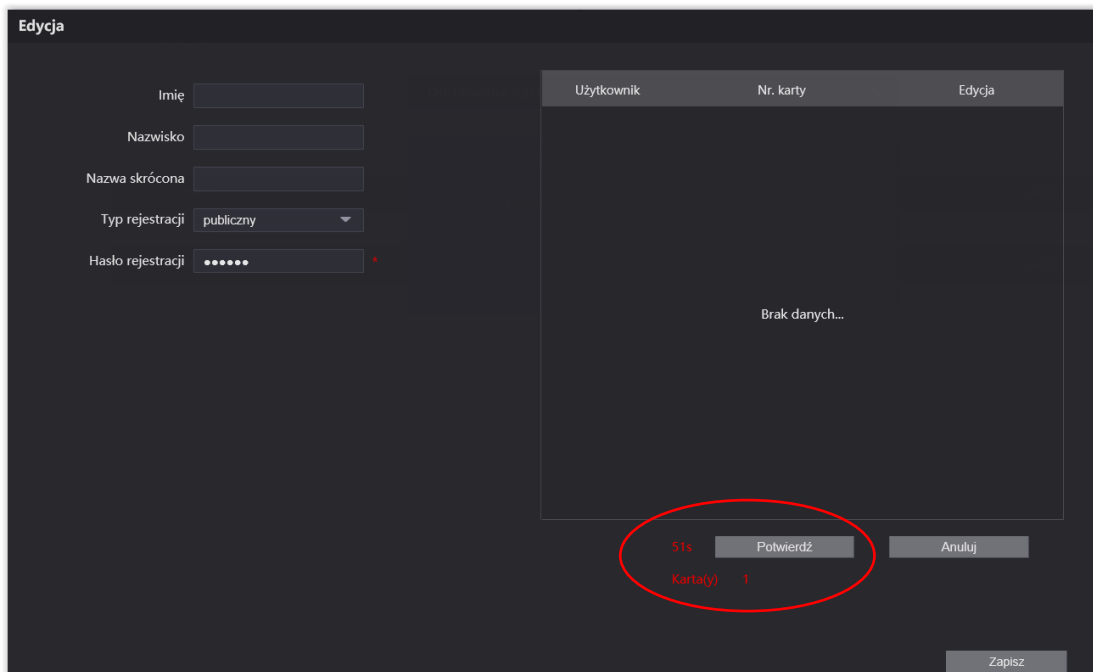 Edycja
Imię
Nazwisko
Nazwa skrócona
Typ rejestracji publiczny
Hasło rejestracji •••••• *
Użytkownik Nr. karty Edycja
Brak danych...
51s Potwierdź Anuluj
Karta(y) 1
Zapisz